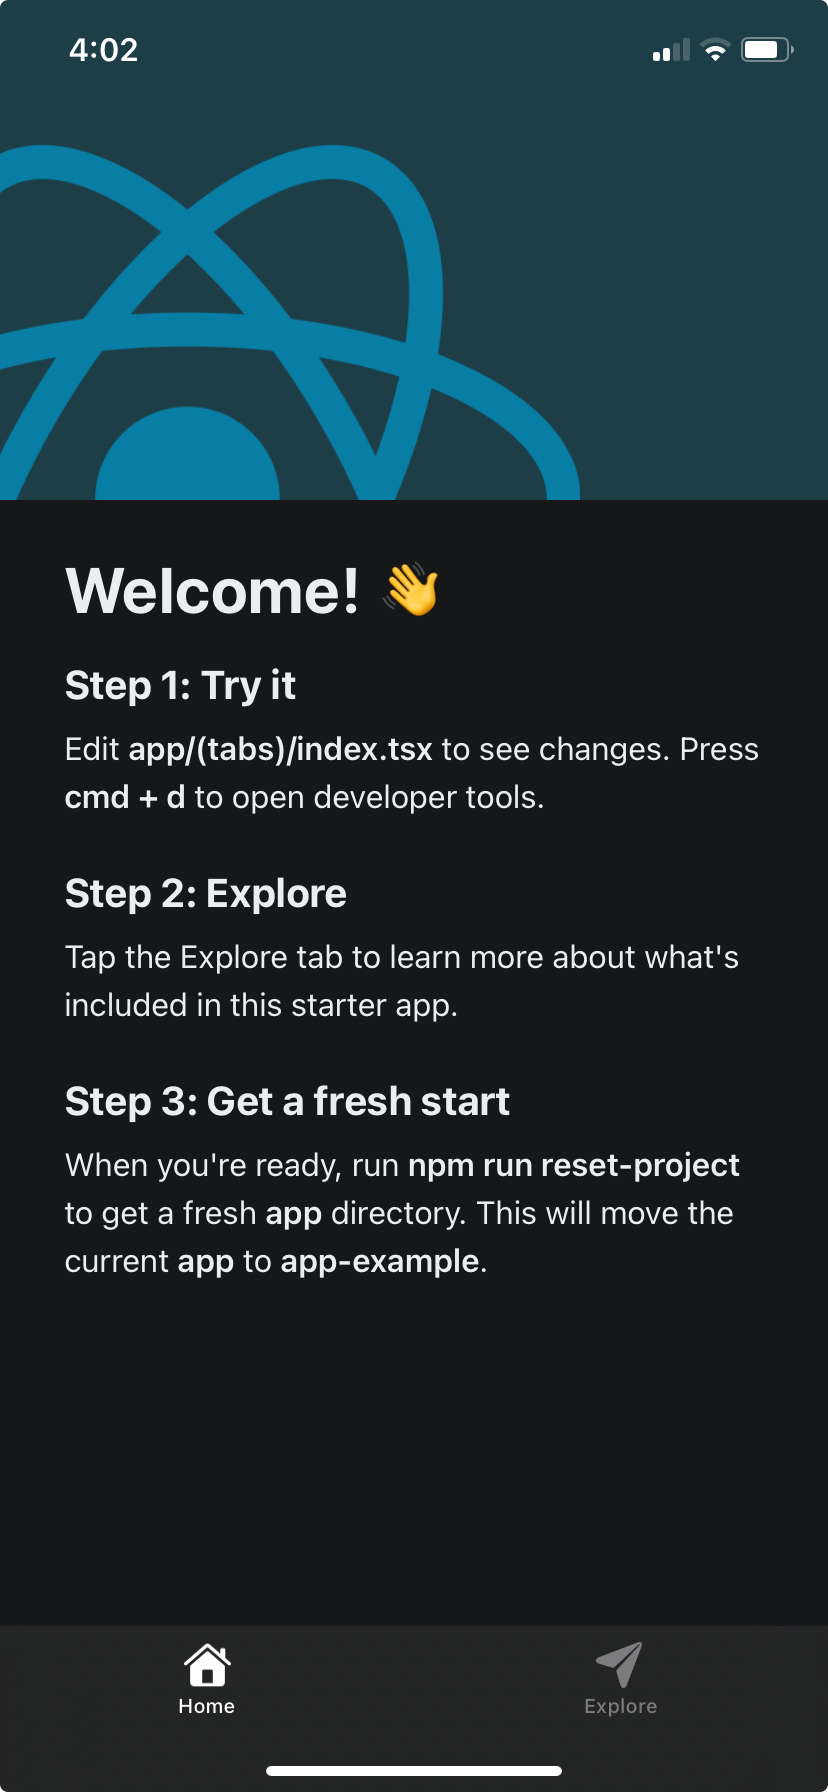 4:02
Welcome! 👋
Step 1: Try it
Edit app/(tabs)/index.tsx to see changes. Press
cmd + d to open developer tools.
Step 2: Explore
Tap the Explore tab to learn more about what's
included in this starter app.
Step 3: Get a fresh start
When you're ready, run npm run reset-project
to get a fresh app directory. This will move the
current app to app-example.
Home
Explore